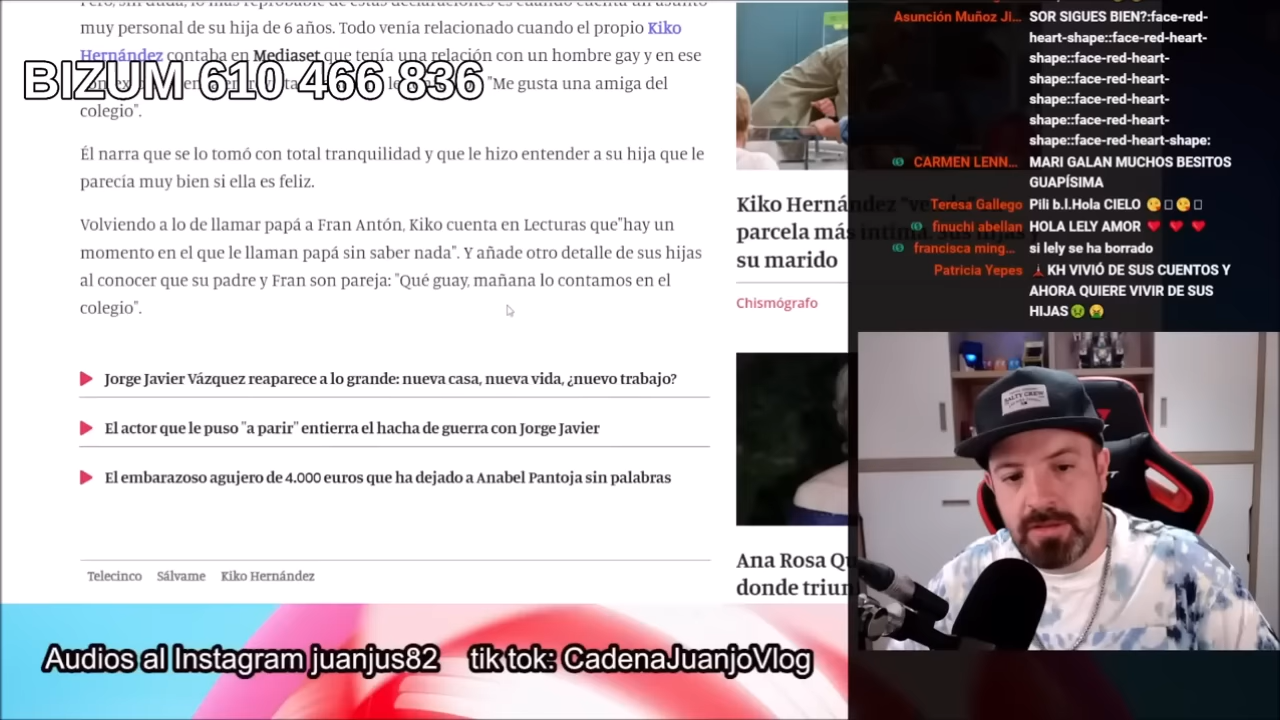 muy personal de su hija de 6 años. Todo venía relacionado cuando el propio Kiko
Hernández contaba en Mediaset que tenía una relación con un hombre gay y en ese
BIZUM 610 466 836
"Me gusta una amiga del
colegio".
Él narra que se lo tomó con total tranquilidad y que le hizo entender a su hija que le
parecía muy bien si ella es feliz.
Volviendo a lo de llamar papá a Fran Antón, Kiko cuenta en Lecturas que"hay un
momento en el que le llaman papá sin saber nada". Y añade otro detalle de sus hijas
al conocer que su padre y Fran son pareja: "Qué guay, mañana lo contamos en el
colegio".
Jorge Javier Vázquez reaparece a lo grande: nueva casa, nueva vida, ¿nuevo trabajo?
El actor que le puso "a parir" entierra el hacha de guerra con Jorge Javier
El embarazoso agujero de 4.000 euros que ha dejado a Anabel Pantoja sin palabras
Telecinco Sálvame Kiko Hernández
Kiko Hernández
parcela más
su marido
Chismógrafo
Ana Rosa
donde
Asunción Muñoz Ji... SOR SIGUES BIEN?:face-red-
heart-shape::face-red-heart-
shape::face-red-heart-
shape::face-red-heart-
shape::face-red-heart-
shape::face-red-heart-shape:
CARMEN LENN... MARI GALAN MUCHOS BESITOS
GUAPÍSIMA
Teresa Gallego Pili b.l.Hola CIELO 😘 😘
finuchi abellan HOLA LELY AMOR ❤ ❤ ❤
francisca ming... si lely se ha borrado
Patricia Yepes KH VIVIÓ DE SUS CUENTOS Y
AHORA QUIERE VIVIR DE SUS
HIJAS🤢 🤮
SALTY CREW
Audios al Instagram juanjus82 tik tok: CadenaJuanjoVlog